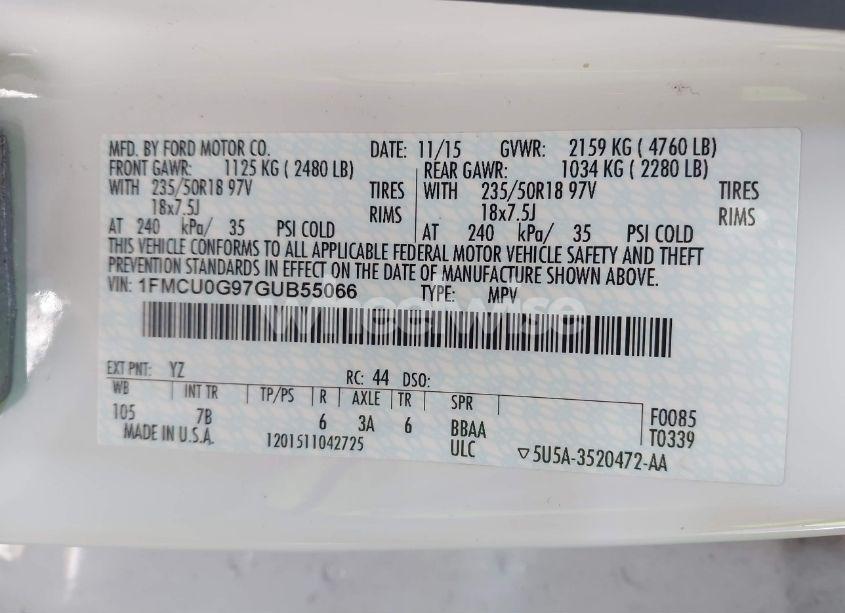 MFD. BY FORD MOTOR CO. DATE: 11/15 GVWR: 2159 KG ( 4760 LB)
FRONT GAWR: 1125 KG ( 2480 LB) REAR GAWR: 1034 KG ( 2280 LB)
WITH 235/50R18 97V TIRES WITH 235/50R18 97V TIRES
18x7.5J RIMS 18x7.5J RIMS
AT 240 kPa/ 35 PSI COLD AT 240 kPa/ 35 PSI COLD
THIS VEHICLE CONFORMS TO ALL APPLICABLE FEDERAL MOTOR VEHICLE SAFETY AND THEFT
PREVENTION STANDARDS IN EFFECT ON THE DATE OF MANUFACTURE SHOWN ABOVE.
VIN: 1FMCU0G97GUB55066 TYPE: MPV
wheelwise
EXT PNT: YZ RC: 44 DSO:
WB INT TR TP/PS R AXLE TR SPR
105 7B 6 3A 6 BBAA F0085
MADE IN U.S.A. 1201511042725 ULC T0339
▽5U5A-3520472-AA